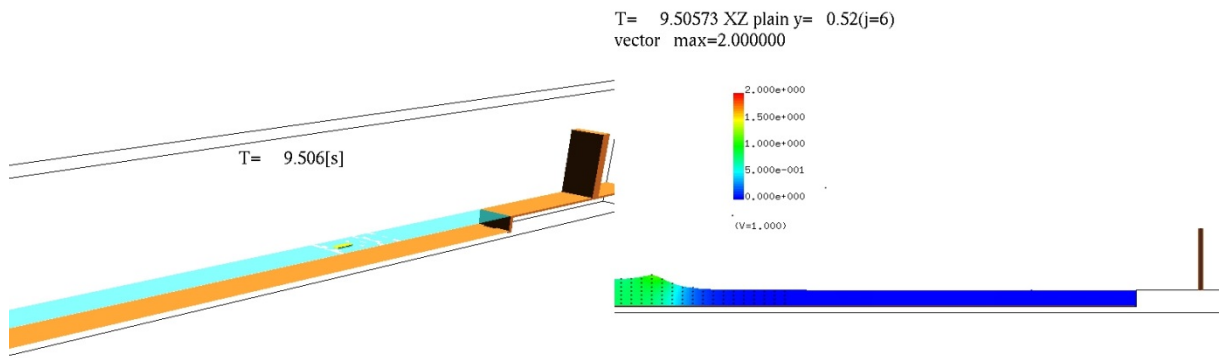 T= 9.506[s]
T= 9.50573 XZ plain y= 0.52(j=6)
vector max=2.000000
2.000e+000
1.500e+000
1.000e+000
5.000e-001
0.000e+000
(V=1.000)